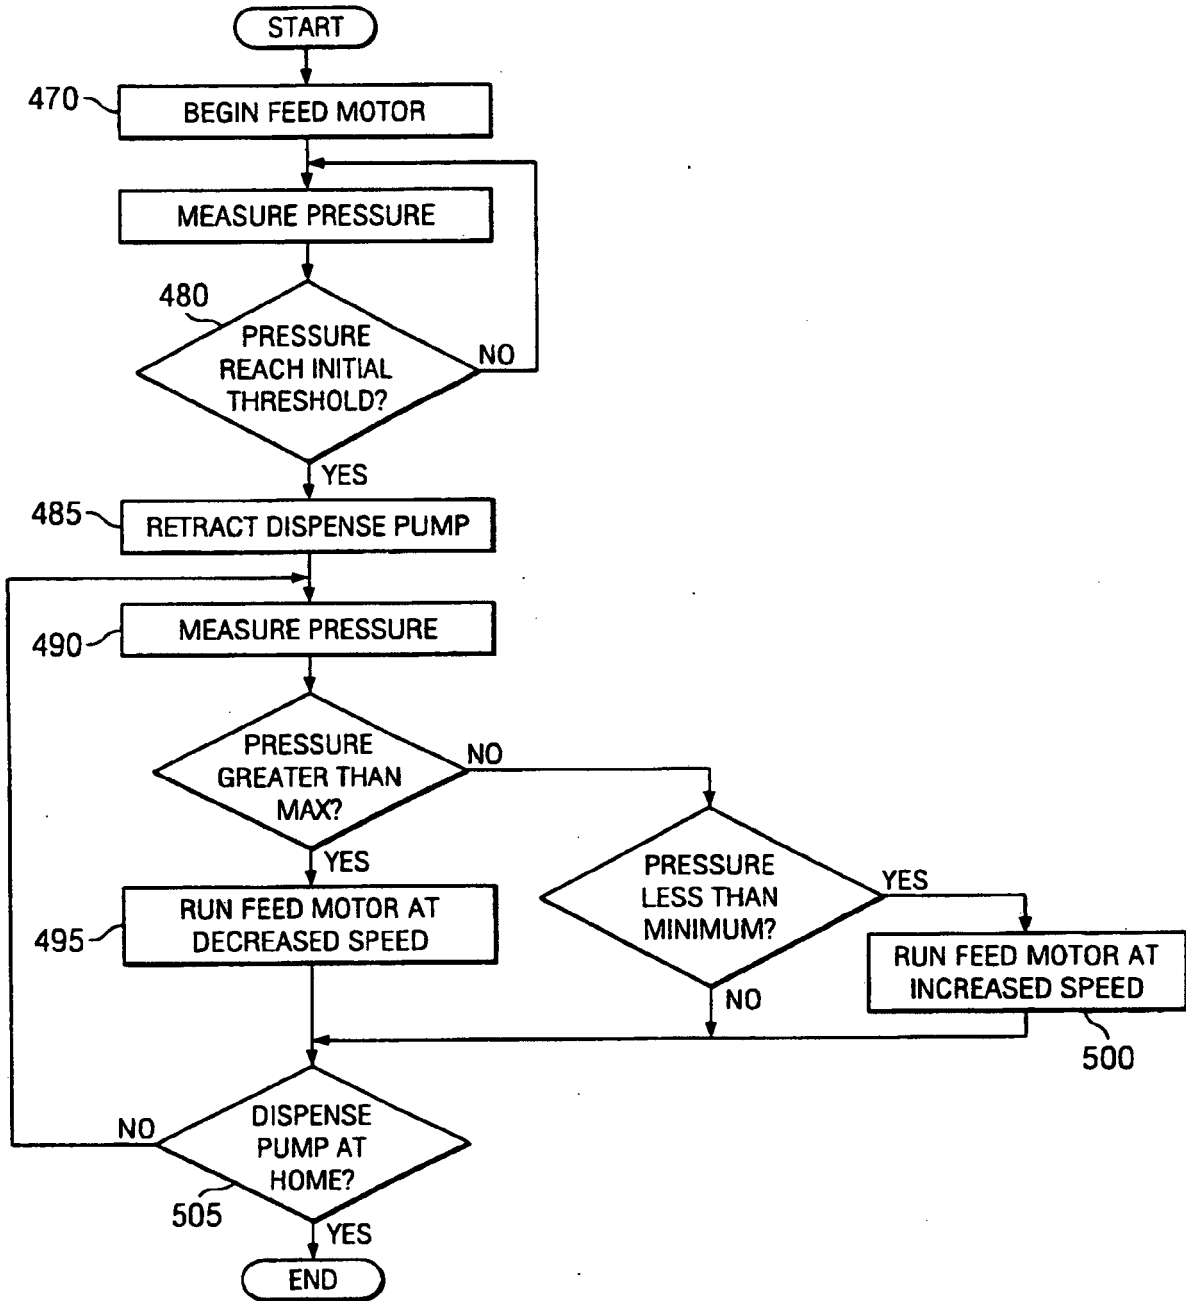 START
470
BEGIN FEED MOTOR
MEASURE PRESSURE
480
PRESSURE
REACH INITIAL
THRESHOLD?
NO
YES
485
RETRACT DISPENSE PUMP
490
MEASURE PRESSURE
PRESSURE
GREATER THAN
MAX?
NO
YES
PRESSURE
LESS THAN
MINIMUM?
YES
NO
495
RUN FEED MOTOR AT
DECREASED SPEED
RUN FEED MOTOR AT
INCREASED SPEED
500
DISPENSE
PUMP AT
HOME?
NO
505
YES
END